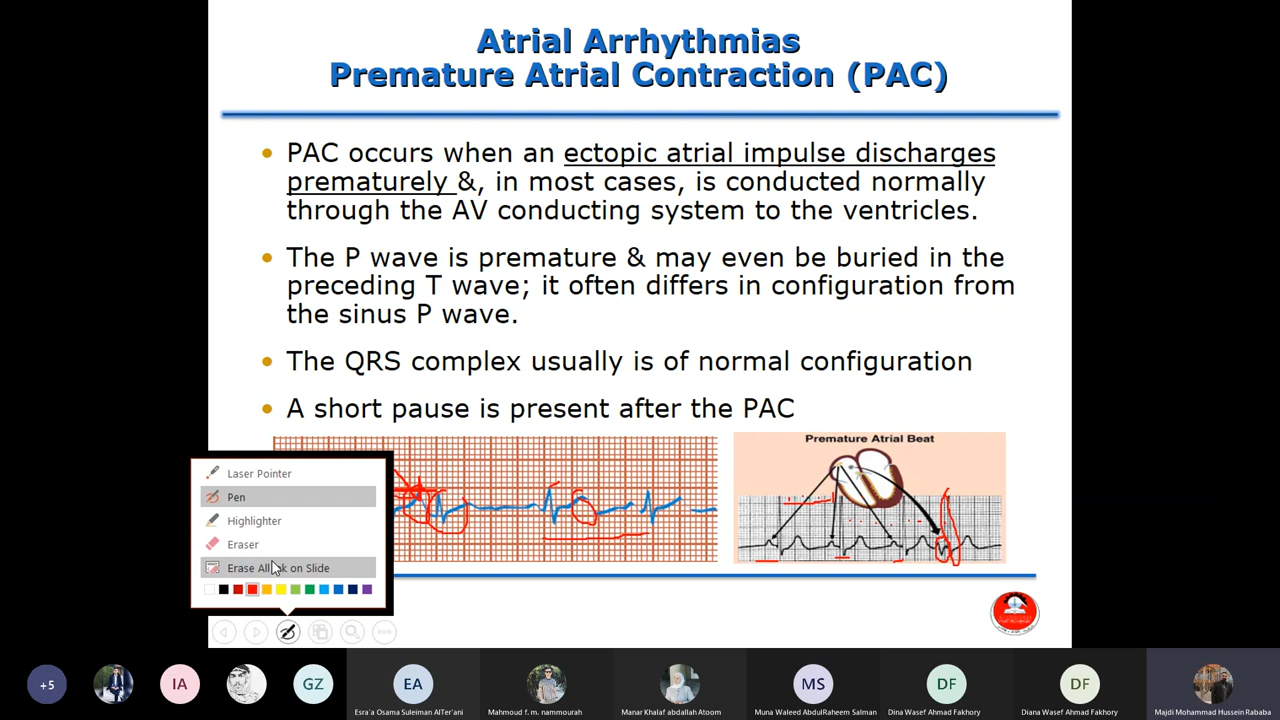 Atrial Arrhythmias
Premature Atrial Contraction (PAC)
• PAC occurs when an ectopic atrial impulse discharges
prematurely &, in most cases, is conducted normally
through the AV conducting system to the ventricles.
• The P wave is premature & may even be buried in the
preceding T wave; it often differs in configuration from
the sinus P wave.
• The QRS complex usually is of normal configuration
• A short pause is present after the PAC
Premature Atrial Beat
Laser Pointer
Pen
Highlighter
Eraser
Erase All Ink on Slide
+5
IA
GZ
EA
MS
DF
DF
Esra'a Osama Suleiman AlTer'ani
Mahmoud f. m. nammourah
Manar Khalaf abdallah Atoom
Muna Waleed AbdulRaheem Salman
Dina Wasef Ahmad Fakhory
Diana Wasef Ahmad Fakhory
Majdi Mohammad Hussein Rababa